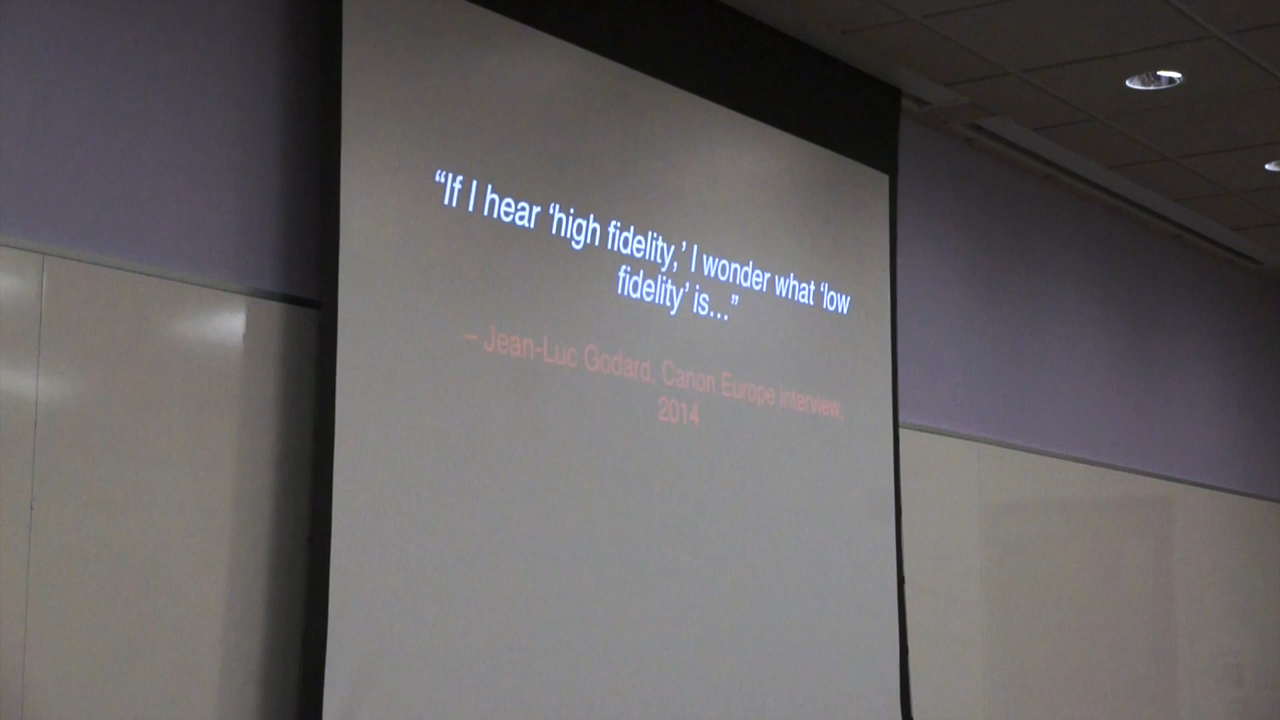 “If I hear ‘high fidelity,’ I wonder what ‘low
fidelity’ is...”
– Jean-Luc Godard, Canon Europe interview,
2014